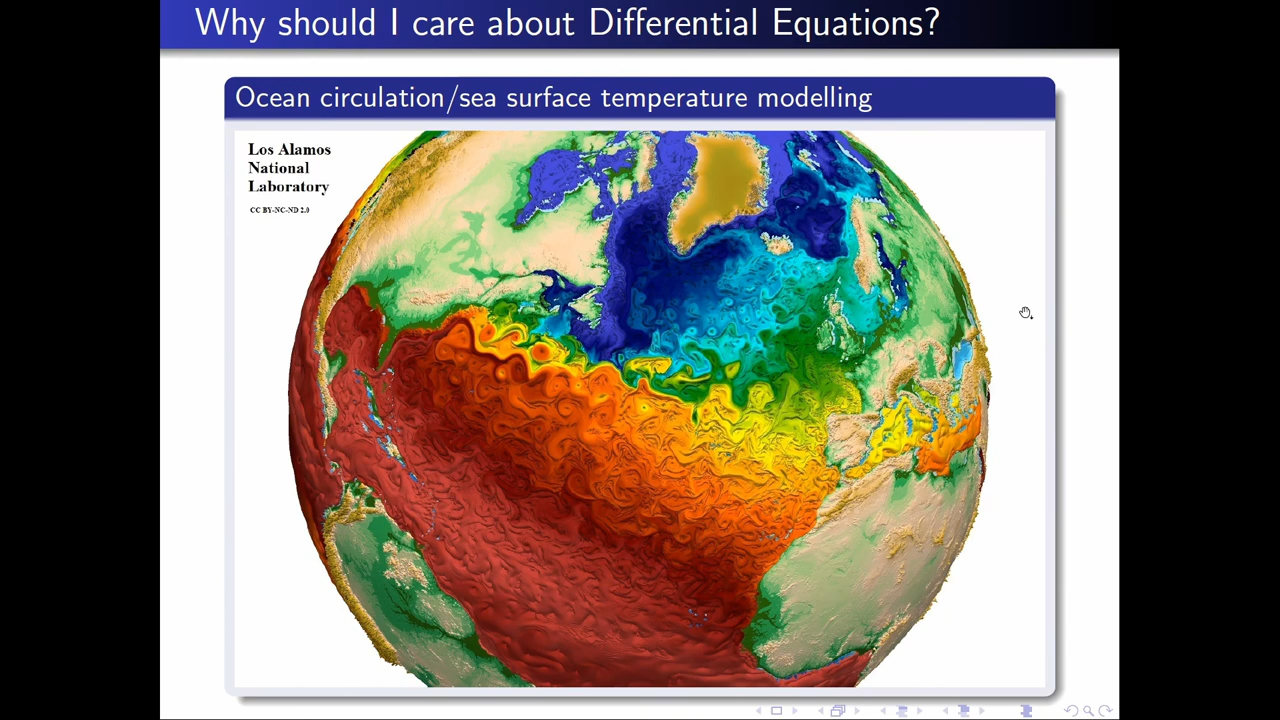 Why should I care about Differential Equations?
Ocean circulation/sea surface temperature modelling
Los Alamos
National
Laboratory
CC BY-NC-ND 2.0